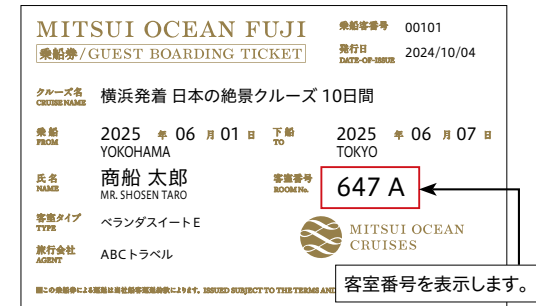 MITSUI OCEAN FUJI
乗船券/GUEST BOARDING TICKET
乗船客番号 00101
発行日 2024/10/04
DATE-OF-ISSUE
クルーズ名 横浜発着 日本の絶景クルーズ 10日間
CRUISE NAME
乗船 2025 年 06 月 01 日 下船 2025 年 06 月 07 日
FROM YOKOHAMA TO TOKYO
氏名 商船 太郎 客室番号 647 A
NAME MR. SHOSEN TARO ROOM No.
客室タイプ ベランダスイートE
TYPE
MITSUI OCEAN
CRUISES
旅行会社 ABCトラベル
AGENT
客室番号を表示します。
ISSUED SUBJECT TO THE TERMS AND